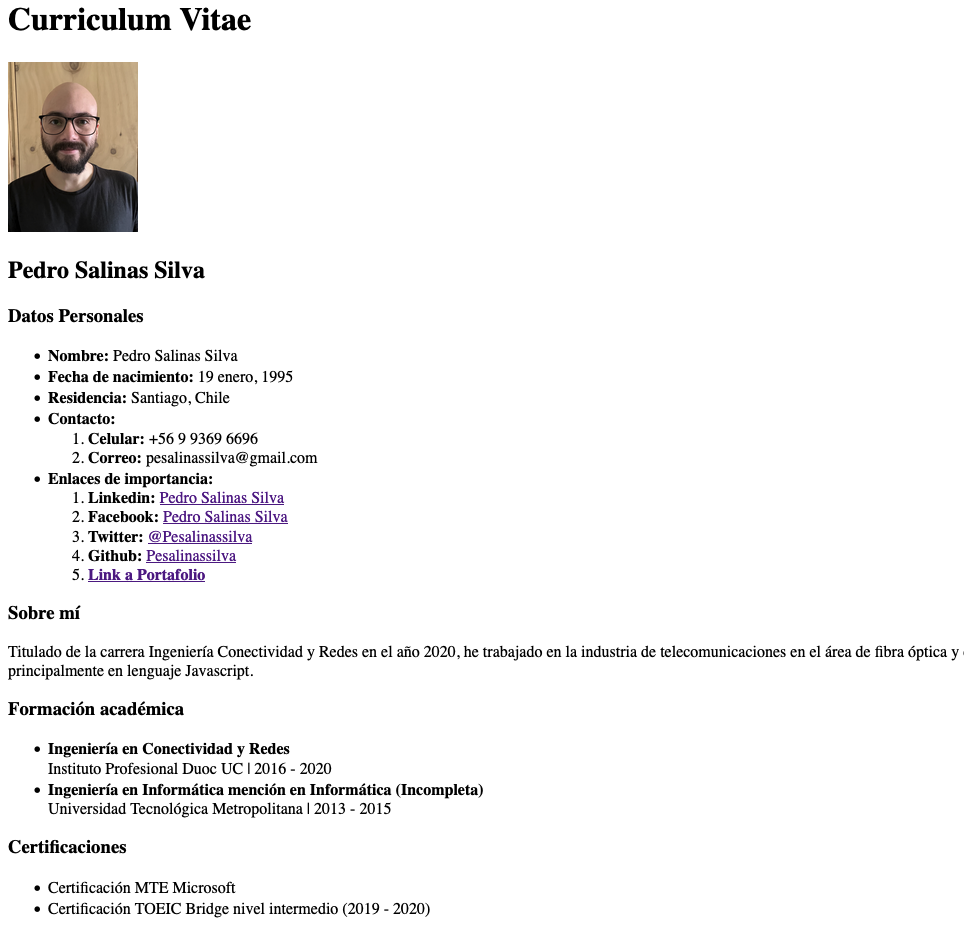 Curriculum Vitae
Pedro Salinas Silva
Datos Personales
• Nombre: Pedro Salinas Silva
• Fecha de nacimiento: 19 enero, 1995
• Residencia: Santiago, Chile
• Contacto:
1. Celular: +56 9 9369 6696
2. Correo: pesalinassilva@gmail.com
• Enlaces de importancia:
1. Linkedin: Pedro Salinas Silva
2. Facebook: Pedro Salinas Silva
3. Twitter: @Pesalinassilva
4. Github: Pesalinassilva
5. Link a Portafolio
Sobre mí
Titulado de la carrera Ingeniería Conectividad y Redes en el año 2020, he trabajado en la industria de telecomunicaciones en el área de fibra óptica y
principalmente en lenguaje Javascript.
Formación académica
• Ingeniería en Conectividad y Redes
Instituto Profesional Duoc UC | 2016 - 2020
• Ingeniería en Informática mención en Informática (Incompleta)
Universidad Tecnológica Metropolitana | 2013 - 2015
Certificaciones
• Certificación MTE Microsoft
• Certificación TOEIC Bridge nivel intermedio (2019 - 2020)